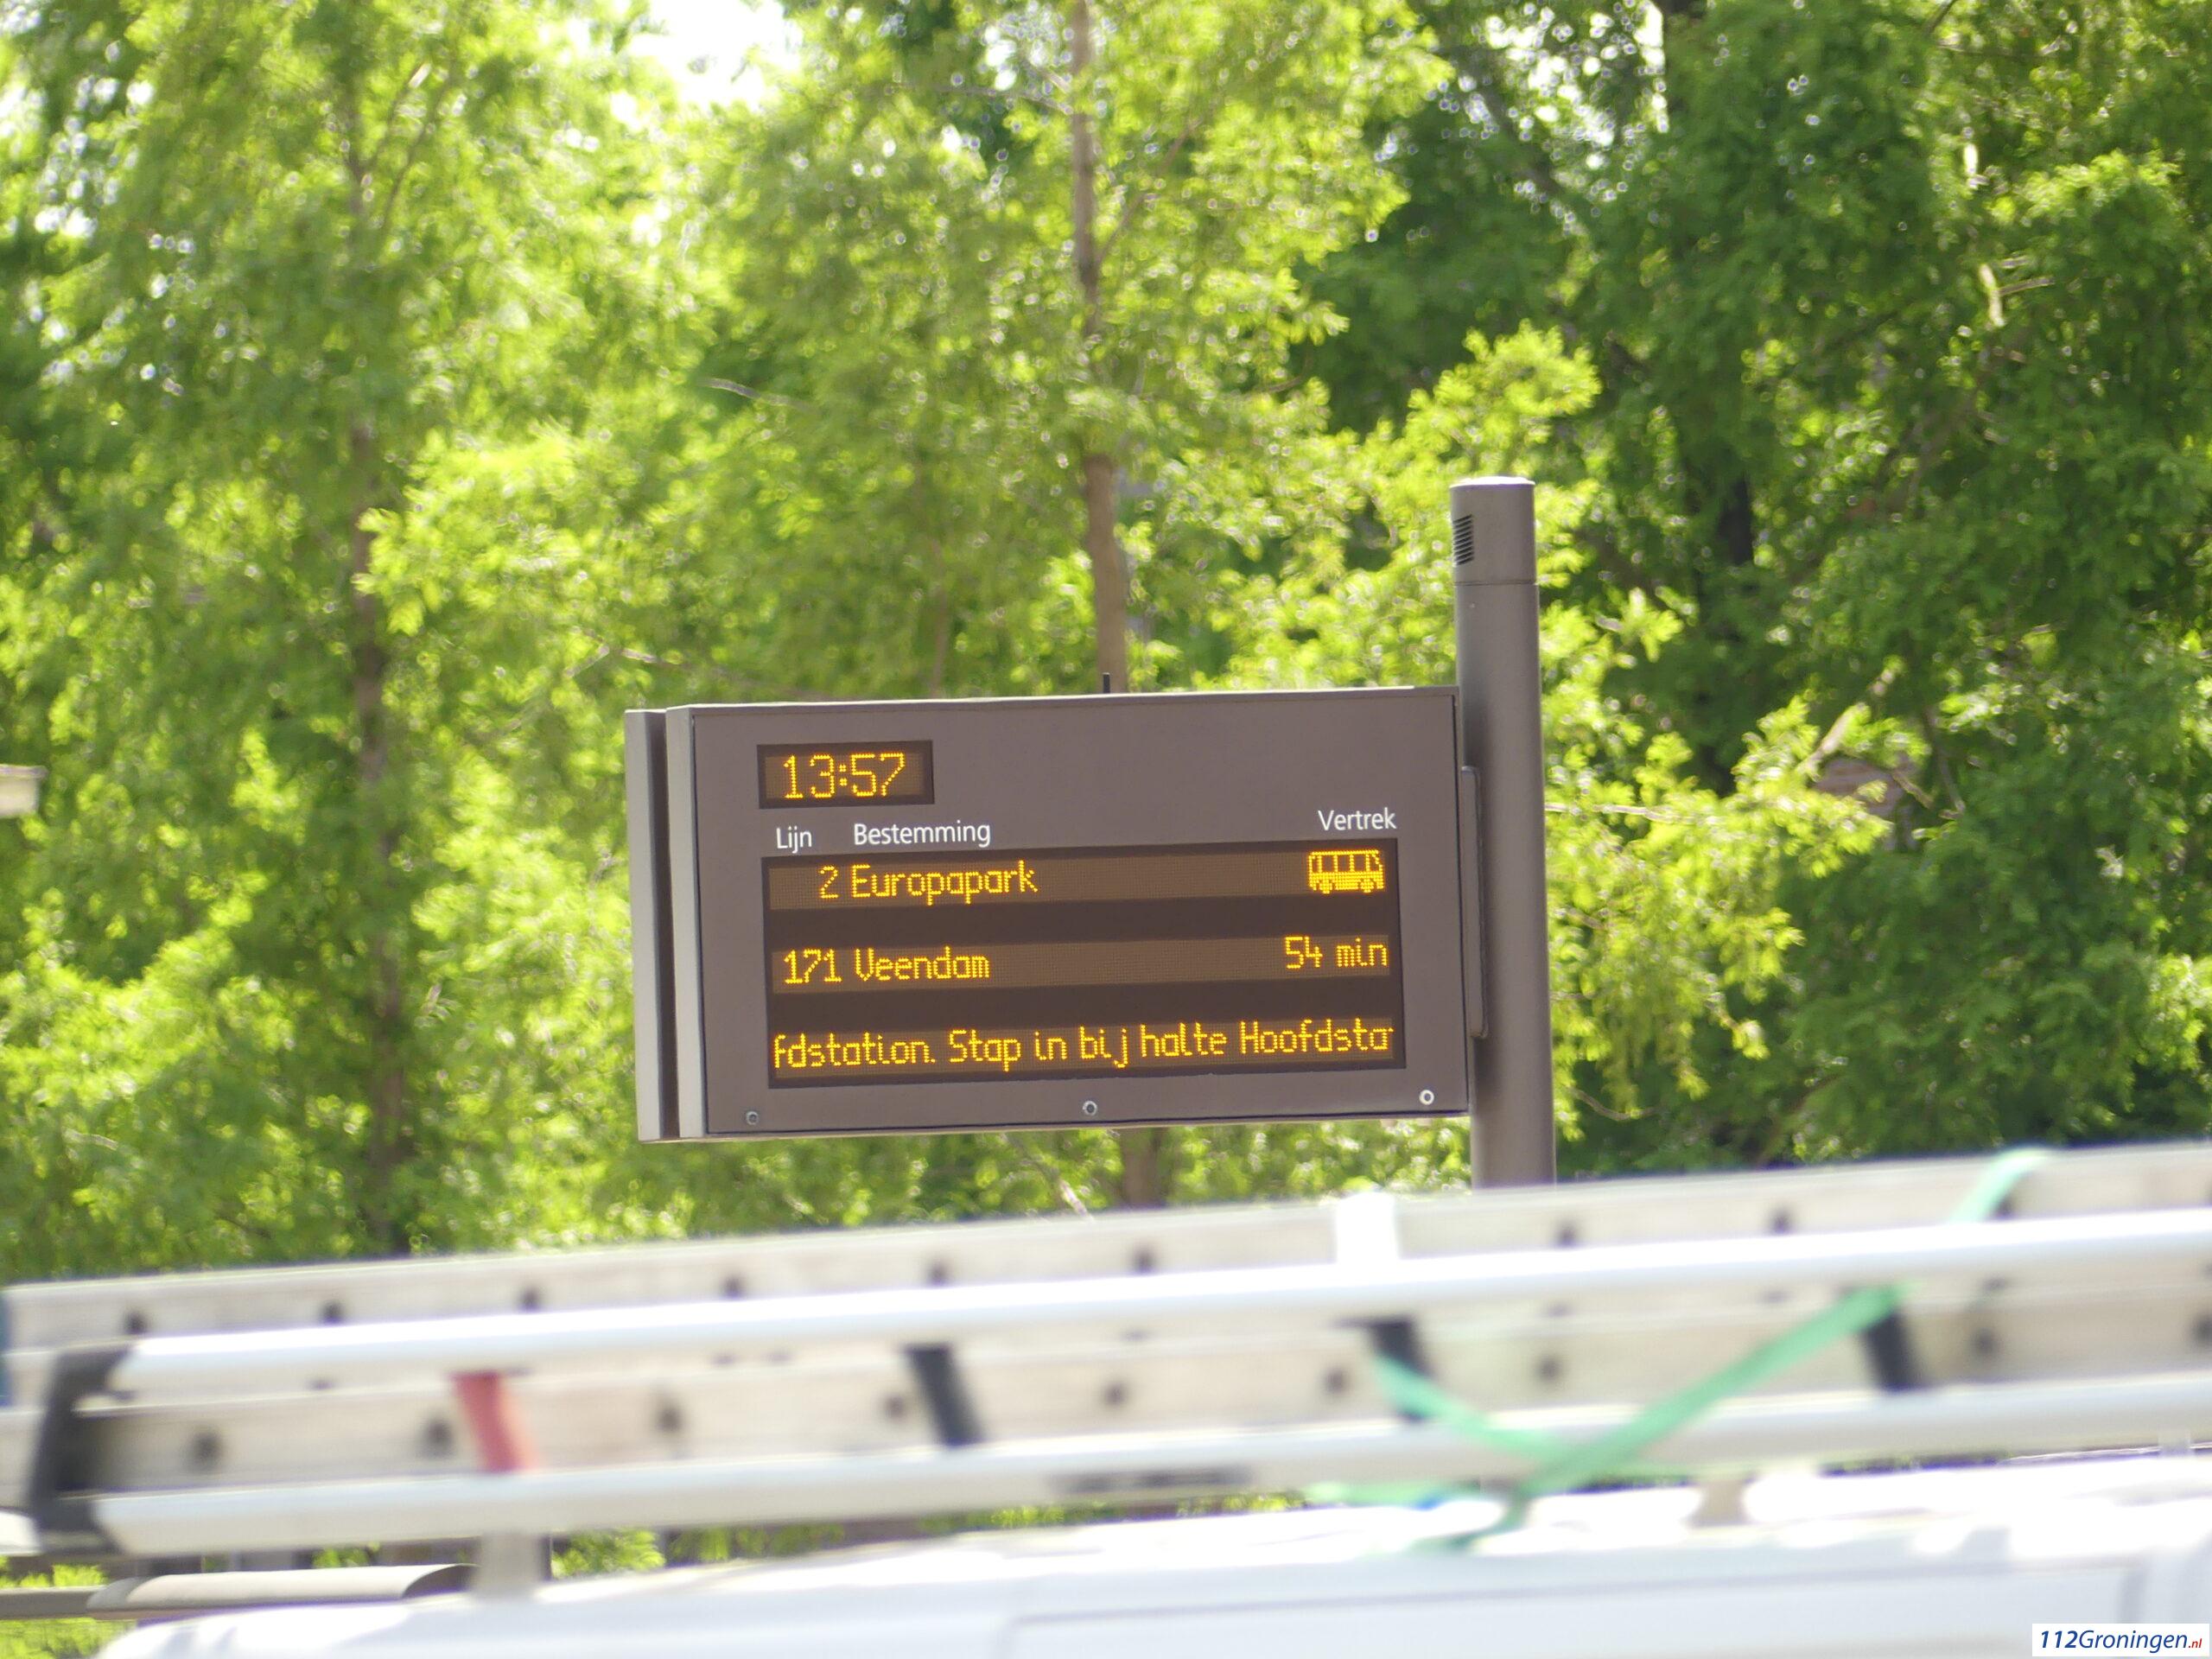 13:57
Lijn Bestemming Vertrek
2 Europapark
171 Veendam 54 min
fdstation. Stap in bij halte Hoofdsta
112Groningen.nl